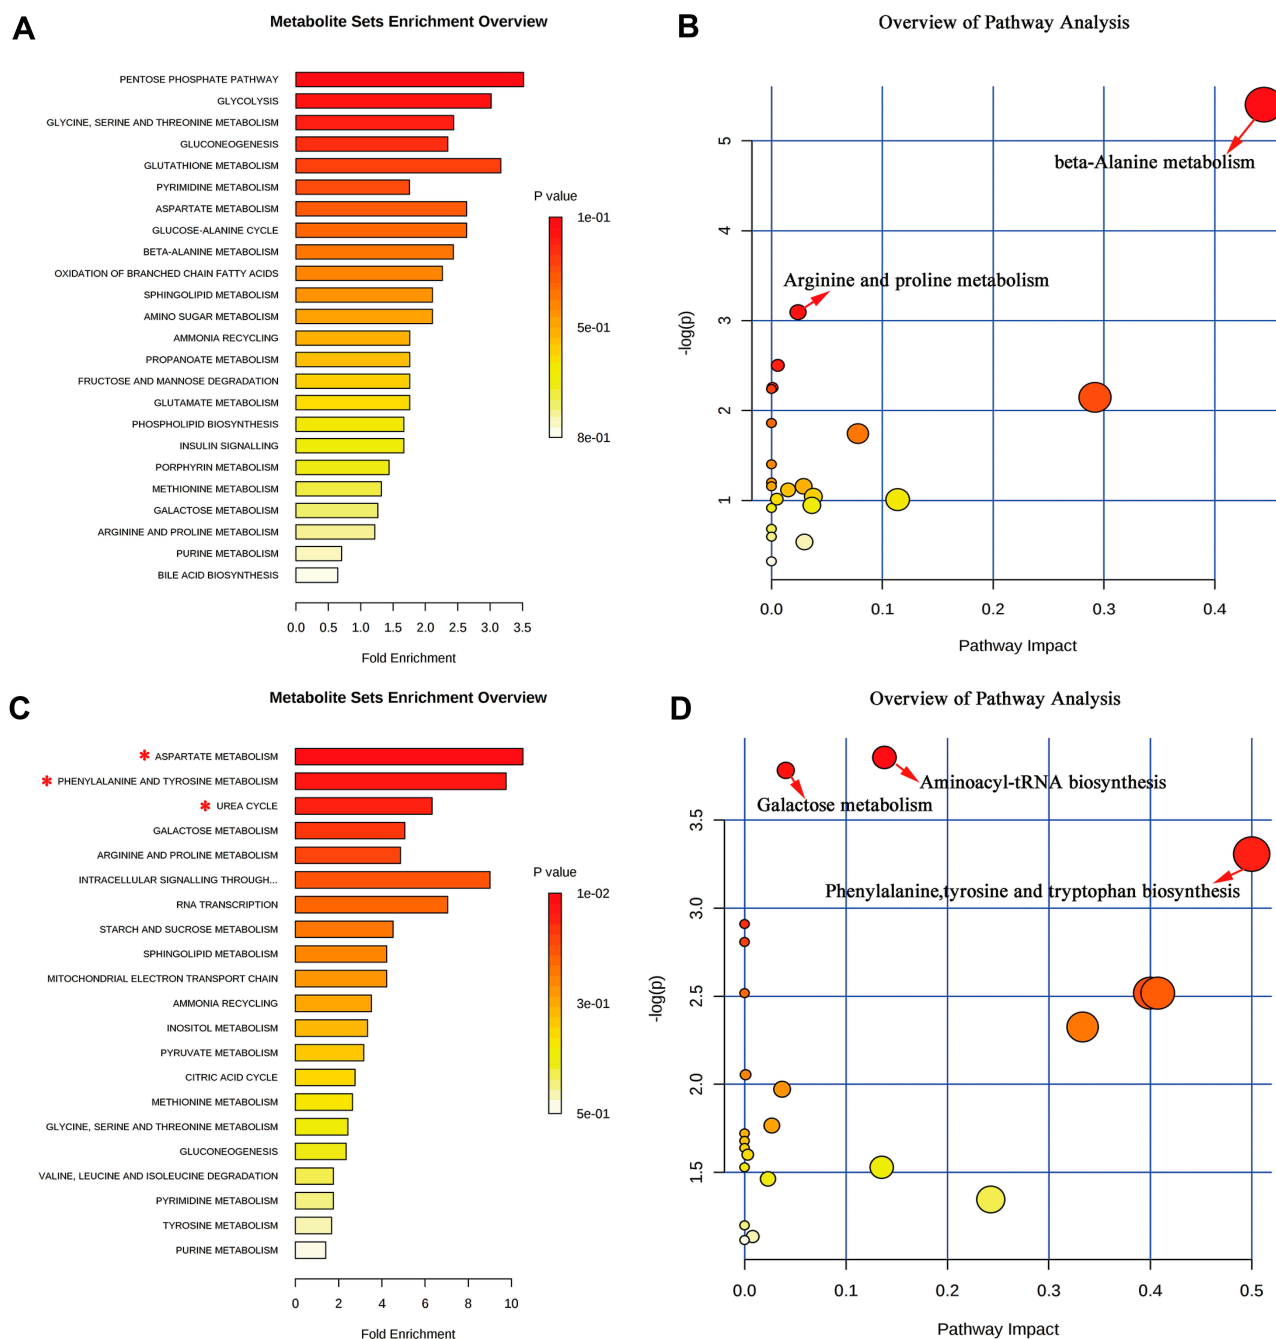 A
Metabolite Sets Enrichment Overview
PENTOSE PHOSPHATE PATHWAY
GLYCOLYSIS
GLYCINE, SERINE AND THREONINE METABOLISM
GLUCONEOGENESIS
GLUTATHIONE METABOLISM
PYRIMIDINE METABOLISM
ASPARTATE METABOLISM
GLUCOSE-ALANINE CYCLE
BETA-ALANINE METABOLISM
OXIDATION OF BRANCHED CHAIN FATTY ACIDS
SPHINGOLIPID METABOLISM
AMINO SUGAR METABOLISM
AMMONIA RECYCLING
PROPANOATE METABOLISM
FRUCTOSE AND MANNOSE DEGRADATION
GLUTAMATE METABOLISM
PHOSPHOLIPID BIOSYNTHESIS
INSULIN SIGNALLING
PORPHYRIN METABOLISM
METHIONINE METABOLISM
GALACTOSE METABOLISM
ARGININE AND PROLINE METABOLISM
PURINE METABOLISM
BILE ACID BIOSYNTHESIS
0.0 0.5 1.0 1.5 2.0 2.5 3.0 3.5
Fold Enrichment
P value
1e-01
5e-01
8e-01
B
Overview of Pathway Analysis
beta-Alanine metabolism
Arginine and proline metabolism
-log(p)
5
4
3
2
1
0.0 0.1 0.2 0.3 0.4
Pathway Impact
C
Metabolite Sets Enrichment Overview
* ASPARTATE METABOLISM
* PHENYLALANINE AND TYROSINE METABOLISM
* UREA CYCLE
GALACTOSE METABOLISM
ARGININE AND PROLINE METABOLISM
INTRACELLULAR SIGNALLING THROUGH...
RNA TRANSCRIPTION
STARCH AND SUCROSE METABOLISM
SPHINGOLIPID METABOLISM
MITOCHONDRIAL ELECTRON TRANSPORT CHAIN
AMMONIA RECYCLING
INOSITOL METABOLISM
PYRUVATE METABOLISM
CITRIC ACID CYCLE
METHIONINE METABOLISM
GLYCINE, SERINE AND THREONINE METABOLISM
GLUCONEOGENESIS
VALINE, LEUCINE AND ISOLEUCINE DEGRADATION
PYRIMIDINE METABOLISM
TYROSINE METABOLISM
PURINE METABOLISM
0 2 4 6 8 10
Fold Enrichment
P value
1e-02
3e-01
5e-01
D
Overview of Pathway Analysis
Aminoacyl-tRNA biosynthesis
Galactose metabolism
Phenylalanine,tyrosine and tryptophan biosynthesis
-log(p)
3.5
3.0
2.5
2.0
1.5
0.0 0.1 0.2 0.3 0.4 0.5
Pathway Impact